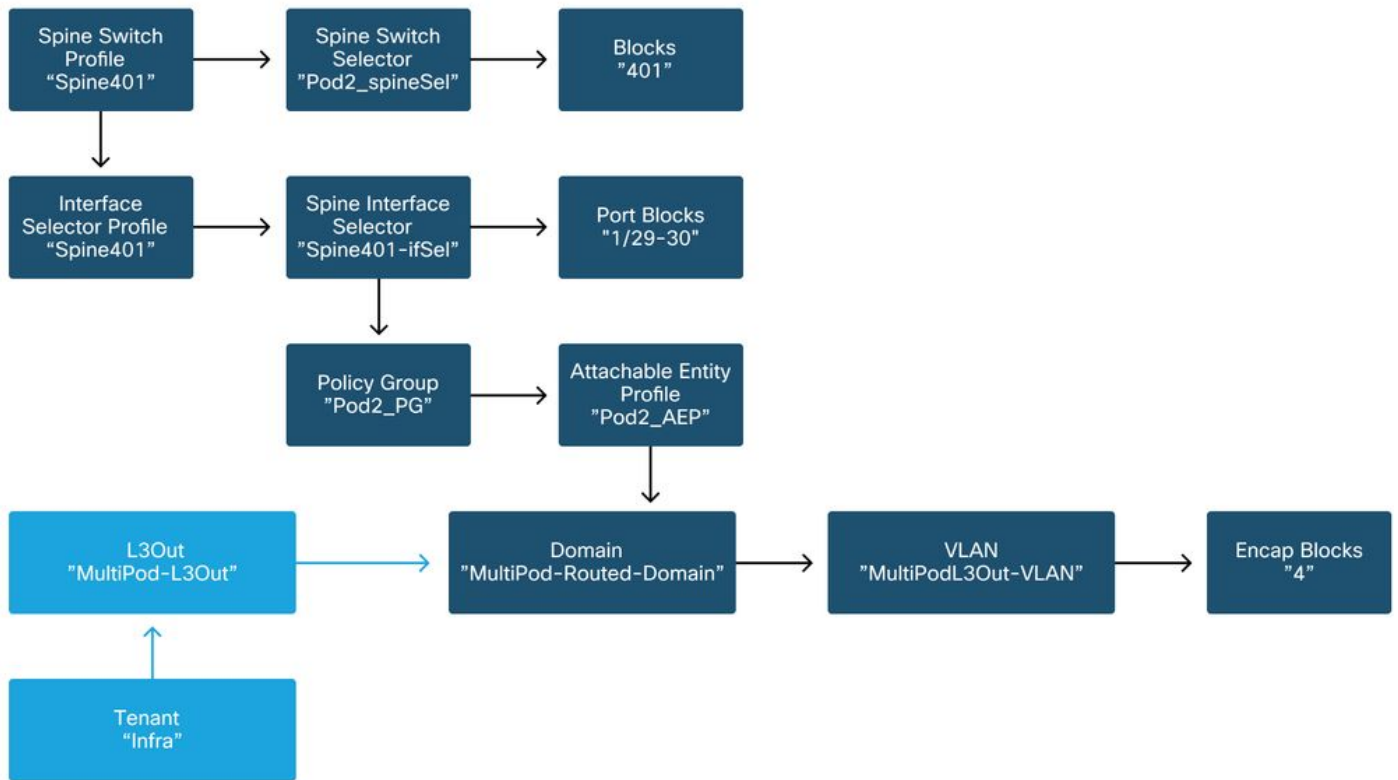 Spine Switch
Profile
“Spine401”
Spine Switch
Selector
”Pod2_spineSel”
Blocks
”401”
Interface
Selector Profile
“Spine401”
Spine Interface
Selector
”Spine401-ifSel”
Port Blocks
"1/29-30"
Policy Group
”Pod2_PG”
Attachable Entity
Profile
”Pod2_AEP”
L3Out
"MultiPod-L3Out”
Domain
"MultiPod-Routed-Domain”
VLAN
”MultiPodL3Out-VLAN”
Encap Blocks
”4”
Tenant
“Infra”